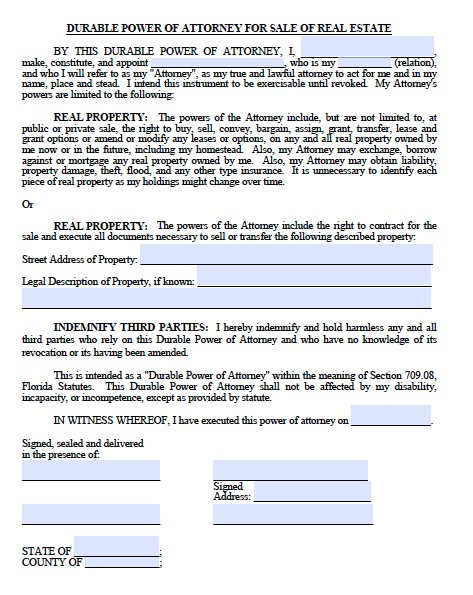 DURABLE POWER OF ATTORNEY FOR SALE OF REAL ESTATE
BY THIS DURABLE POWER OF ATTORNEY, I, ,
make, constitute, and appoint , who is my (relation),
and who I will refer to as my "Attorney", as my true and lawful attorney to act for me and in my
name, place and stead. I intend this instrument to be exercisable until revoked. My Attorney's
powers are limited to the following:
REAL PROPERTY: The powers of the Attorney include, but are not limited to, at
public or private sale, the right to buy, sell, convey, bargain, assign, grant, transfer, lease and
grant options or amend or modify any leases or options, on any and all real property owned by
me now or in the future, including my homestead. Also, my Attorney may exchange, borrow
against or mortgage any real property owned by me. Also, my Attorney may obtain liability,
property damage, theft, flood, and any other type insurance. It is unnecessary to identify each
piece of real property as my holdings might change over time.
Or
REAL PROPERTY: The powers of the Attorney include the right to contract for the
sale and execute all documents necessary to sell or transfer the following described property:
Street Address of Property:
Legal Description of Property, if known:
INDEMNIFY THIRD PARTIES: I hereby indemnify and hold harmless any and all
third parties who rely on this Durable Power of Attorney and who have no knowledge of its
revocation or its having been amended.
This is intended as a "Durable Power of Attorney" within the meaning of Section 709.08,
Florida Statutes. This Durable Power of Attorney shall not be affected by my disability,
incapacity, or incompetence, except as provided by statute.
IN WITNESS WHEREOF, I have executed this power of attorney on .
Signed, sealed and delivered
in the presence of:
Signed
Address:
STATE OF ;
COUNTY OF ;